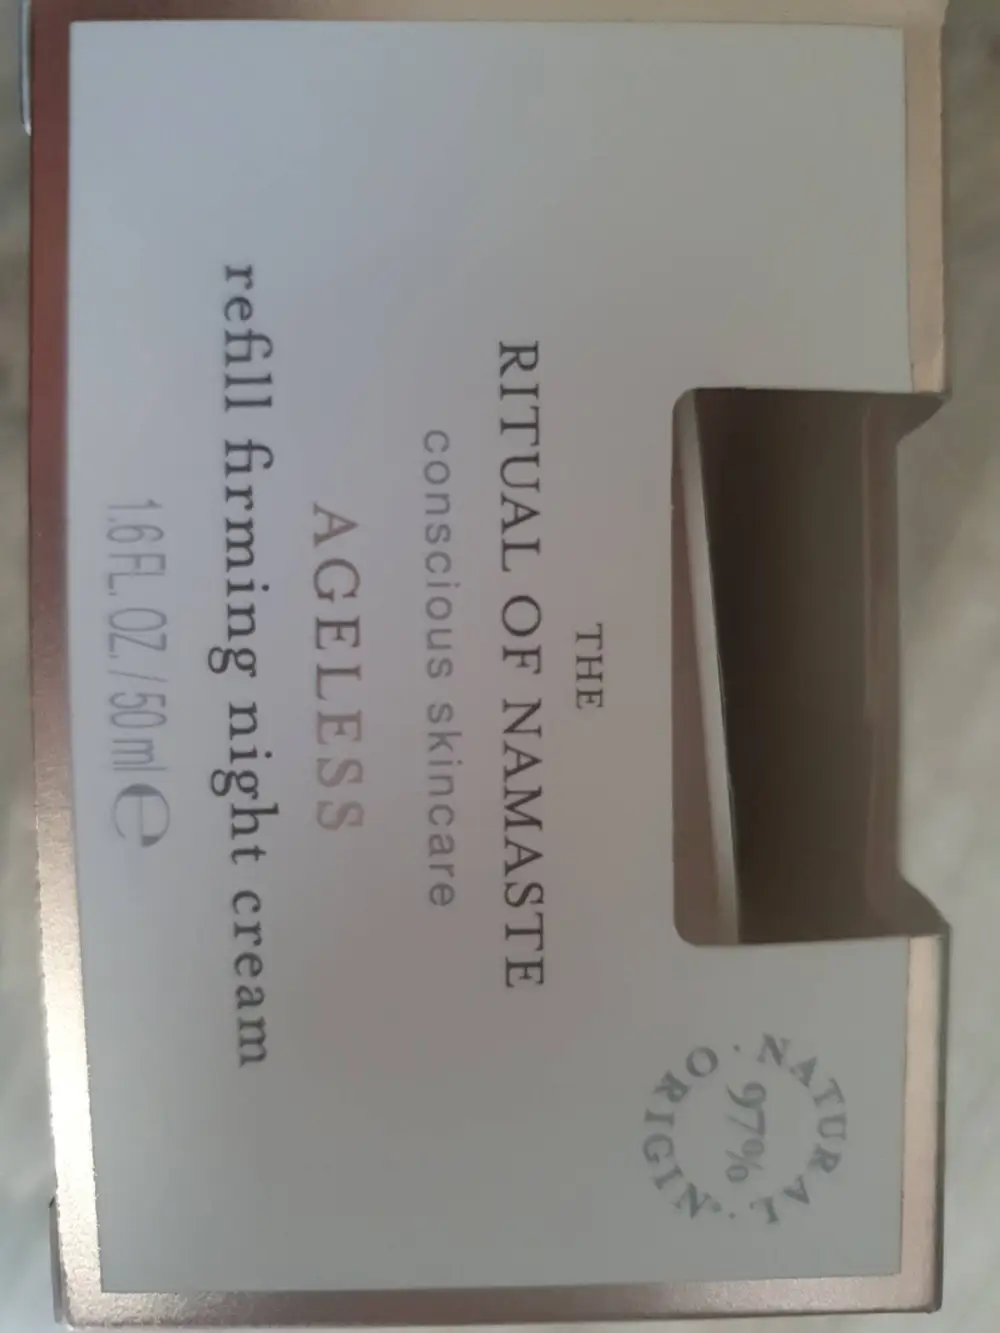 THE
RITUAL OF NAMASTE
conscious skincare
AGELESS
refill firming night cream
1.6 FL. OZ. / 50 ml ℮
NATURAL
97%
ORIGIN